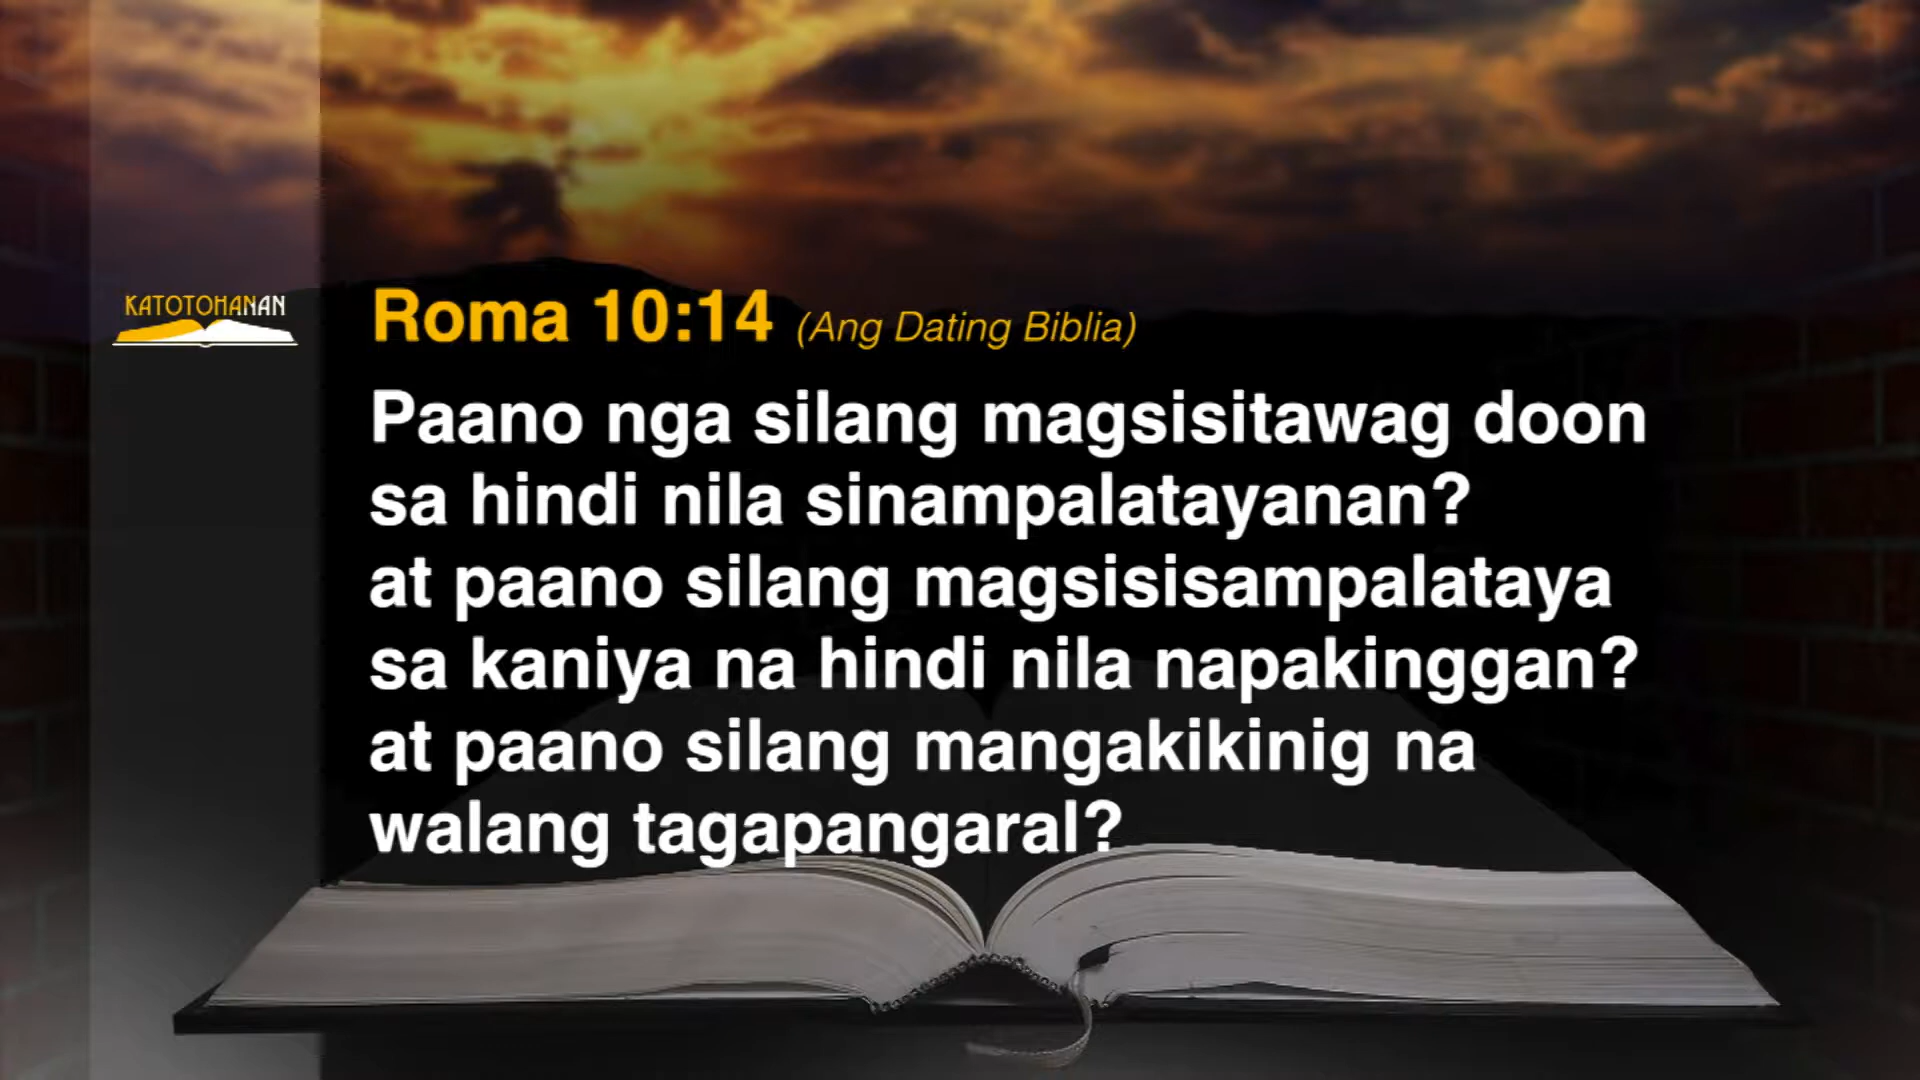 KATOTOHANAN
Roma 10:14 (Ang Dating Biblia)
Paano nga silang magsisitawag doon
sa hindi nila sinampalatayanan?
at paano silang magsisisampalataya
sa kaniya na hindi nila napakinggan?
at paano silang mangakikinig na
walang tagapangaral?